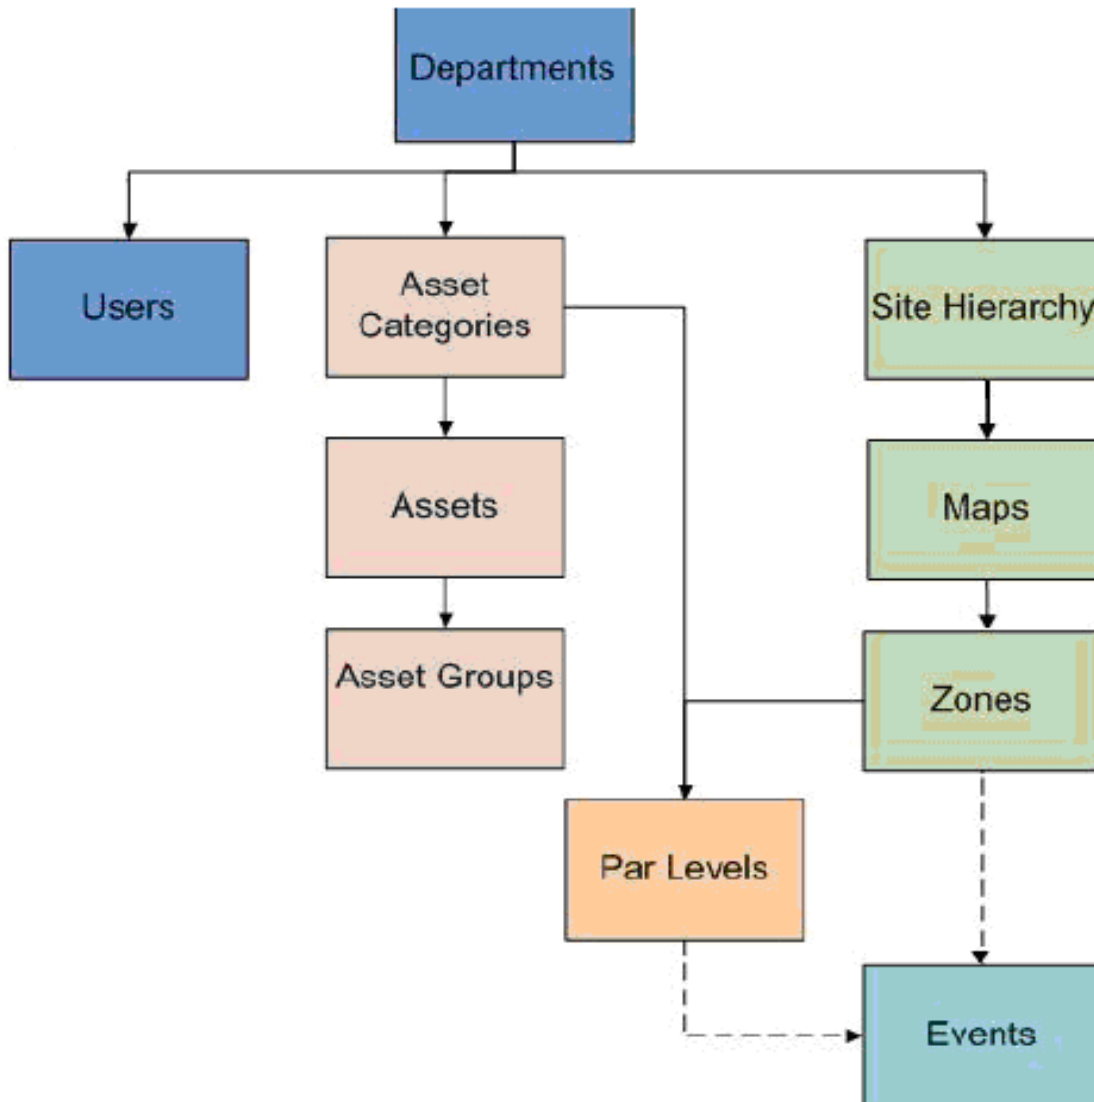 Departments
Users
Asset
Categories
Site Hierarchy
Assets
Maps
Asset Groups
Zones
Par Levels
Events